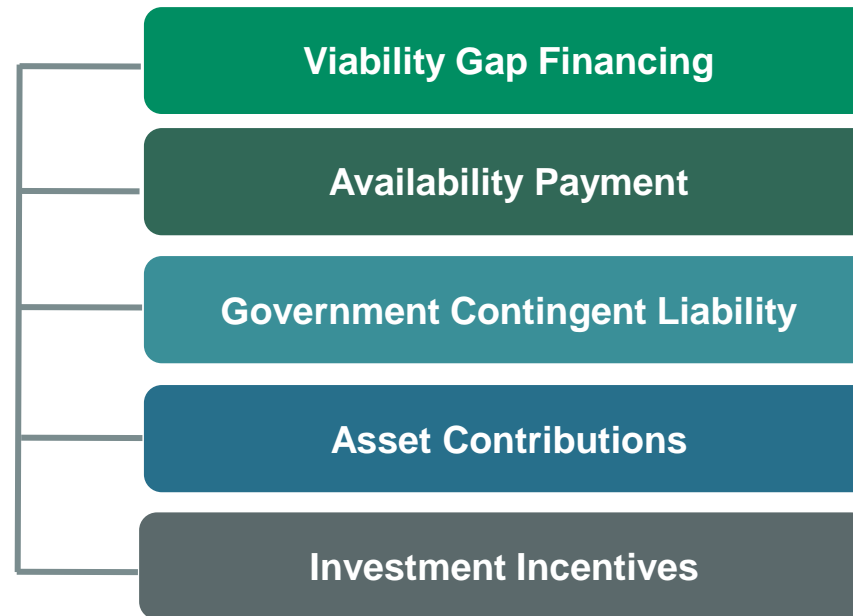 Viability Gap Financing
Availability Payment
Government Contingent Liability
Asset Contributions
Investment Incentives